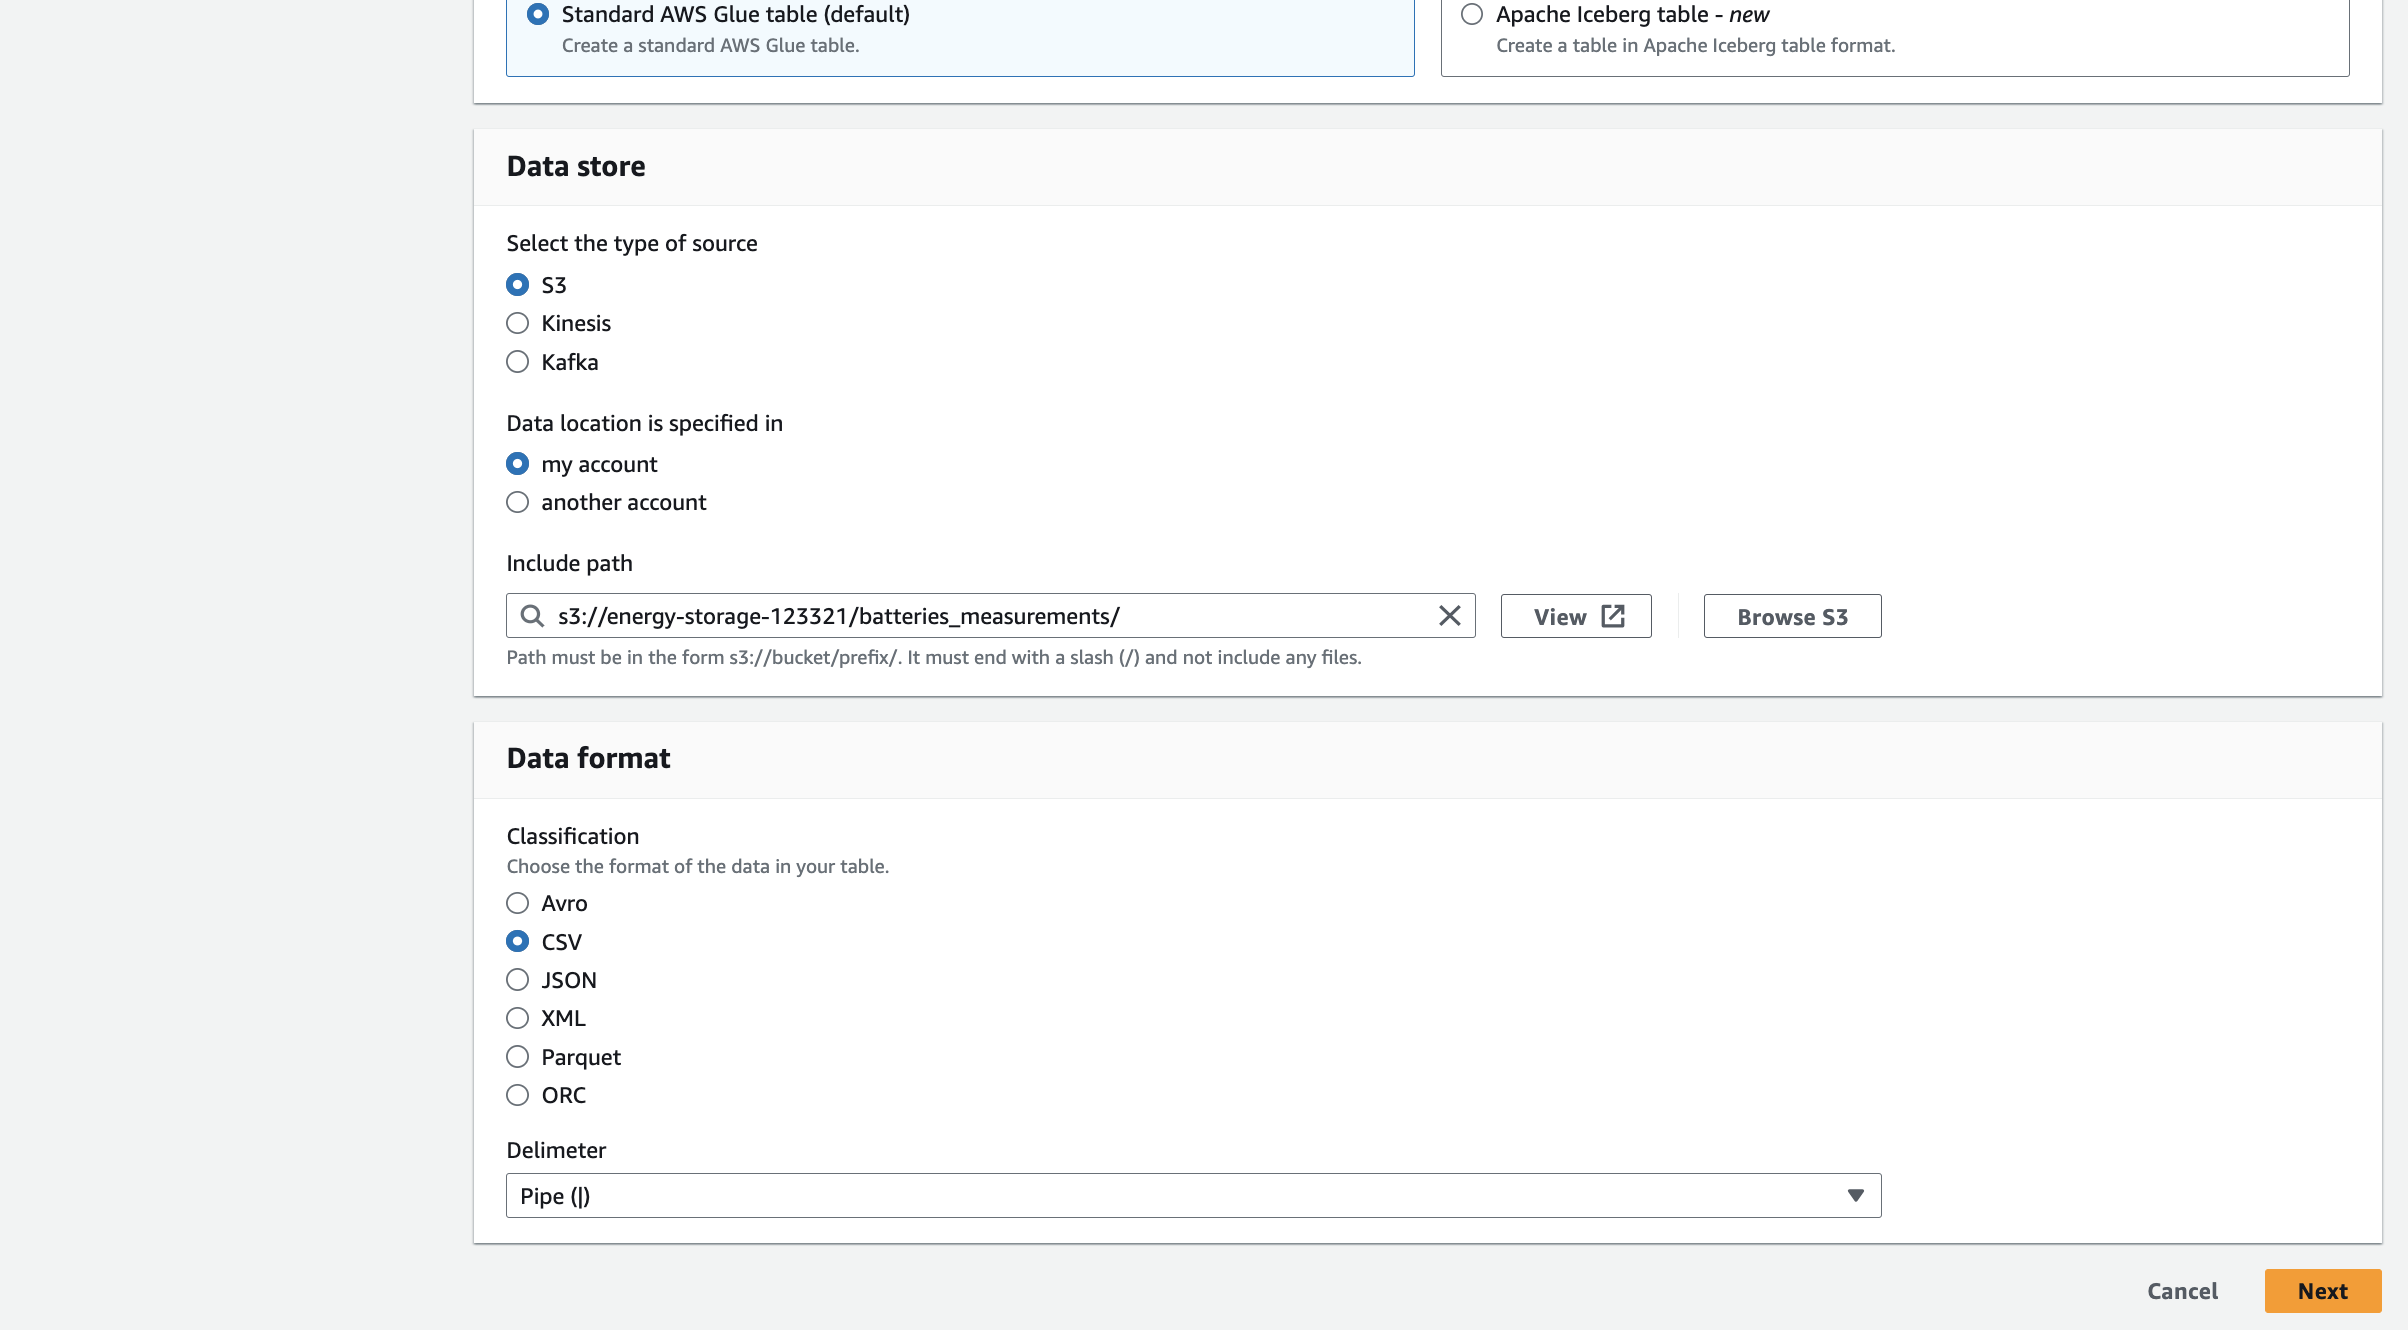 Standard AWS Glue table (default)
Create a standard AWS Glue table.
Apache Iceberg table - new
Create a table in Apache Iceberg table format.
Data store
Select the type of source
S3
Kinesis
Kafka
Data location is specified in
my account
another account
Include path
s3://energy-storage-123321/batteries_measurements/
View
Browse S3
Path must be in the form s3://bucket/prefix/. It must end with a slash (/) and not include any files.
Data format
Classification
Choose the format of the data in your table.
Avro
CSV
JSON
XML
Parquet
ORC
Delimeter
Pipe (|)
Cancel
Next